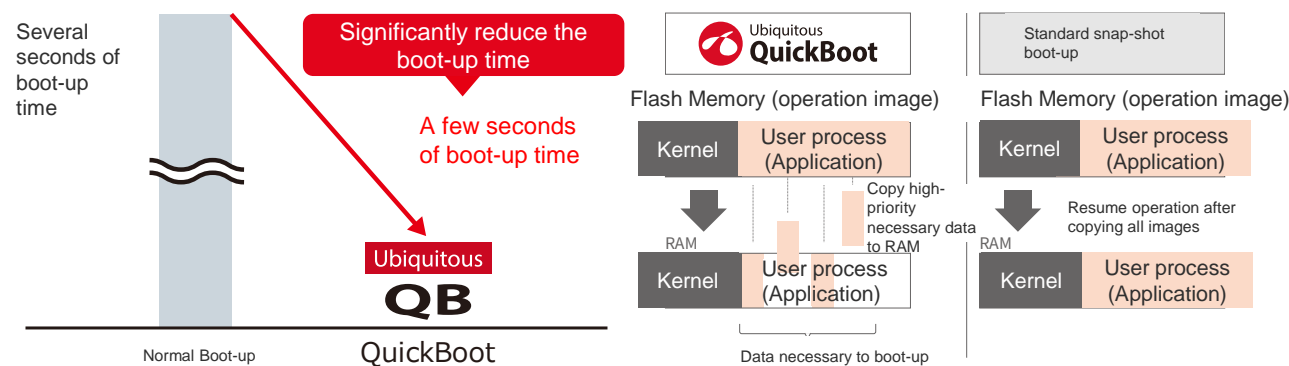 Several
seconds of
boot-up
time
Significantly reduce the
boot-up time
A few seconds
of boot-up time
Ubiquitous
QB
Normal Boot-up
QuickBoot
Ubiquitous
QuickBoot
Flash Memory (operation image)
Kernel
User process
(Application)
Copy high-
priority
necessary data
to RAM
RAM
Kernel
User process
(Application)
Data necessary to boot-up
Standard snap-shot
boot-up
Flash Memory (operation image)
Kernel
User process
(Application)
Resume operation after
copying all images
RAM
Kernel
User process
(Application)